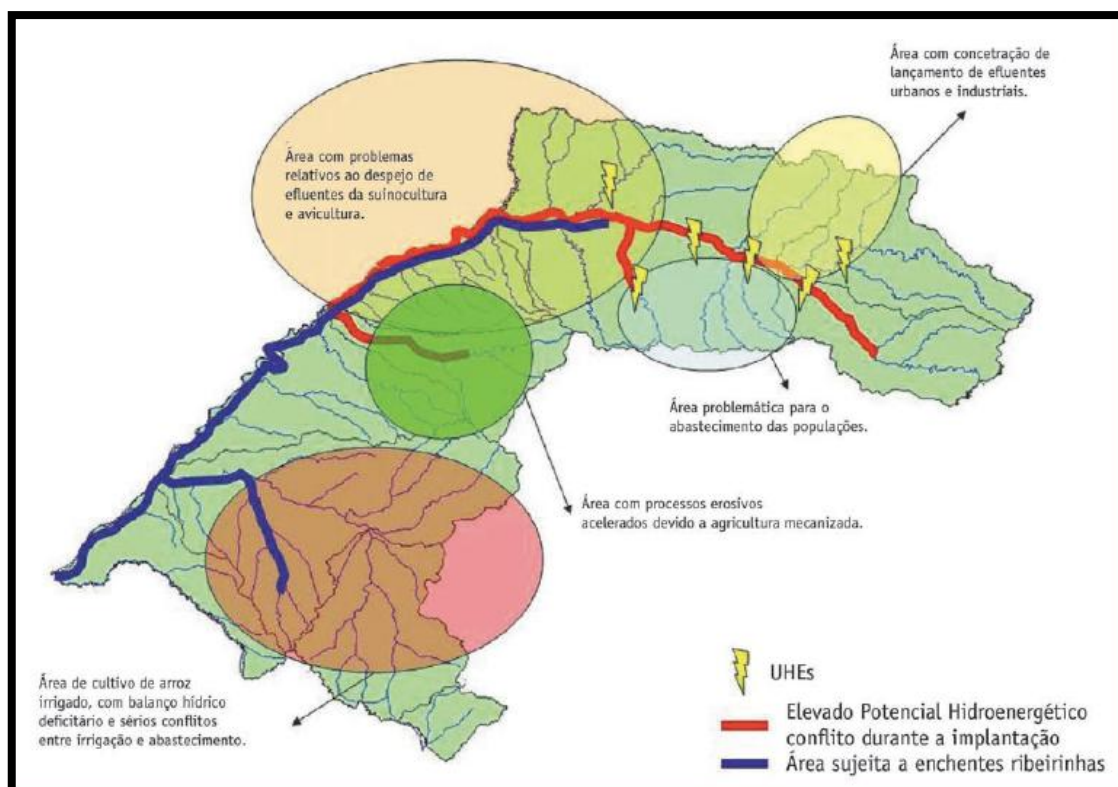 Área com concetração de
lançamento de efluentes
urbanos e industriais.
Área com problemas
relativos ao despejo de
efluentes da suinocultura
e avicultura.
Área problemática para o
abastecimento das populações.
Área com processos erosivos
acelerados devido a agricultura mecanizada.
Área de cultivo de arroz
irrigado, com balanço hídrico
deficitário e sérios conflitos
entre irrigação e abastecimento.
UHEs
Elevado Potencial Hidroenergético
conflito durante a implantação
Área sujeita a enchentes ribeirinhas